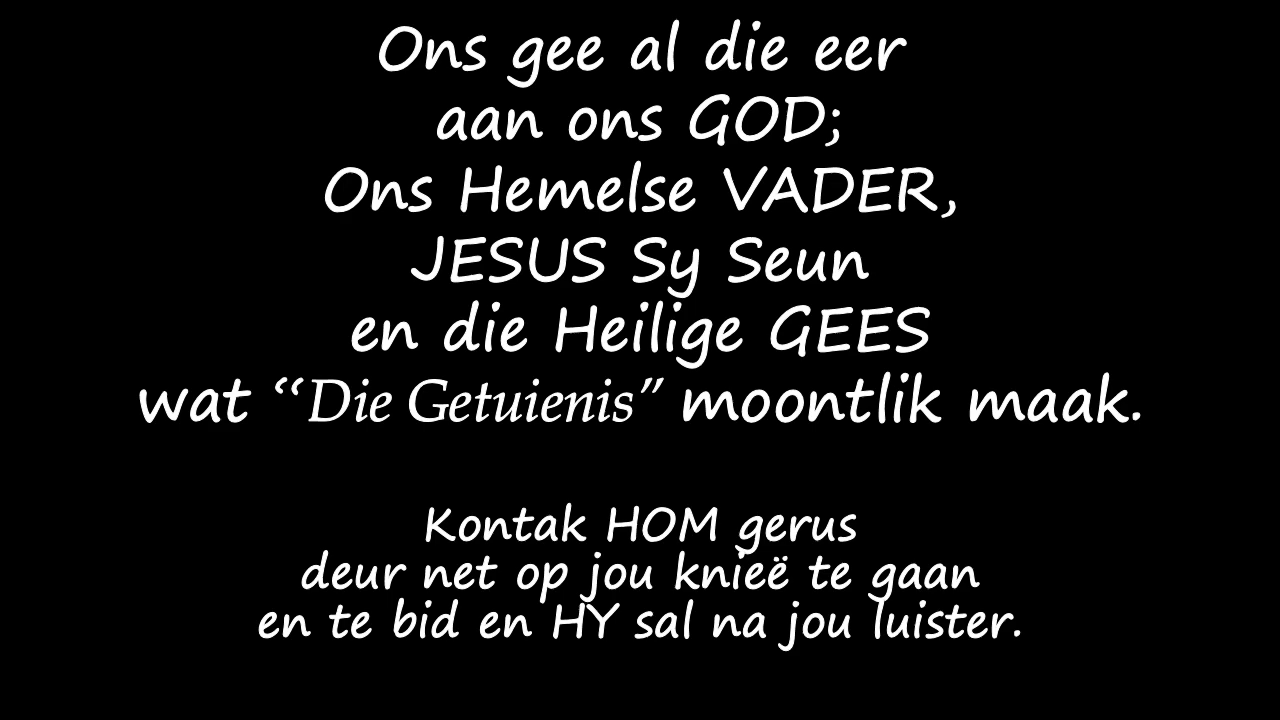 Ons gee al die eer
aan ons GOD;
Ons Hemelse VADER,
JESUS Sy Seun
en die Heilige GEES
wat “Die Getuienis” moontlik maak.
Kontak HOM gerus
deur net op jou knieë te gaan
en te bid en HY sal na jou luister.